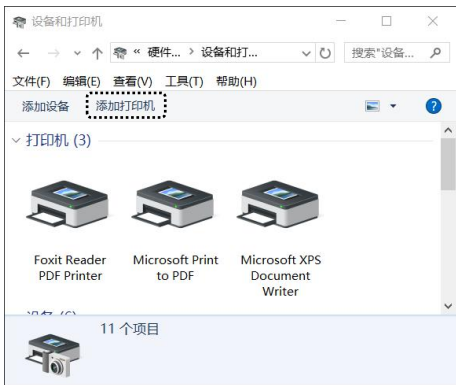 设备和打印机
« 硬件... > 设备和打... 搜索"设备...
文件(F) 编辑(E) 查看(V) 工具(T) 帮助(H)
添加设备 添加打印机
打印机 (3)
Foxit Reader PDF Printer
Microsoft Print to PDF
Microsoft XPS Document Writer
11 个项目